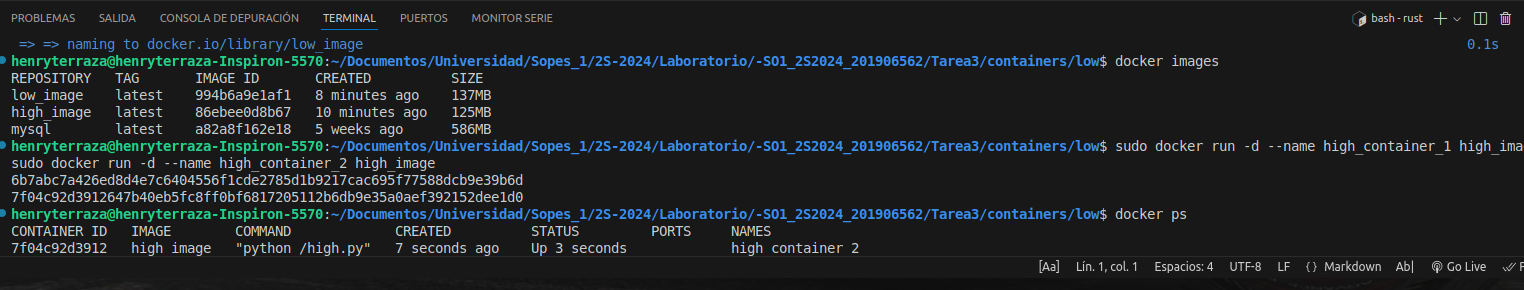 PROBLEMAS SALIDA CONSOLA DE DEPURACIÓN TERMINAL PUERTOS MONITOR SERIE bash - rust
=> => naming to docker.io/library/low_image 0.1s
henryterraza@henryterraza-Inspiron-5570:~/Documentos/Universidad/Sopes_1/2S-2024/Laboratorio/-SO1_2S2024_201906562/Tarea3/containers/low$ docker images
REPOSITORY TAG IMAGE ID CREATED SIZE
low_image latest 994b6a9e1af1 8 minutes ago 137MB
high_image latest 86ebee0d8b67 10 minutes ago 125MB
mysql latest a82a8f162e18 5 weeks ago 586MB
henryterraza@henryterraza-Inspiron-5570:~/Documentos/Universidad/Sopes_1/2S-2024/Laboratorio/-SO1_2S2024_201906562/Tarea3/containers/low$ sudo docker run -d --name high_container_1 high_ima
sudo docker run -d --name high_container_2 high_image
6b7abc7a426ed8d4e7c6404556f1cde2785d1b9217cac695f77588dcb9e39b6d
7f04c92d3912647b40eb5fc8ff0bf6817205112b6db9e35a0aef392152dee1d0
henryterraza@henryterraza-Inspiron-5570:~/Documentos/Universidad/Sopes_1/2S-2024/Laboratorio/-SO1_2S2024_201906562/Tarea3/containers/low$ docker ps
CONTAINER ID IMAGE COMMAND CREATED STATUS PORTS NAMES
7f04c92d3912 high_image "python /high.py" 7 seconds ago Up 3 seconds high_container_2
[Aa] Lín. 1, col. 1 Espacios: 4 UTF-8 LF {} Markdown Ab| Go Live F